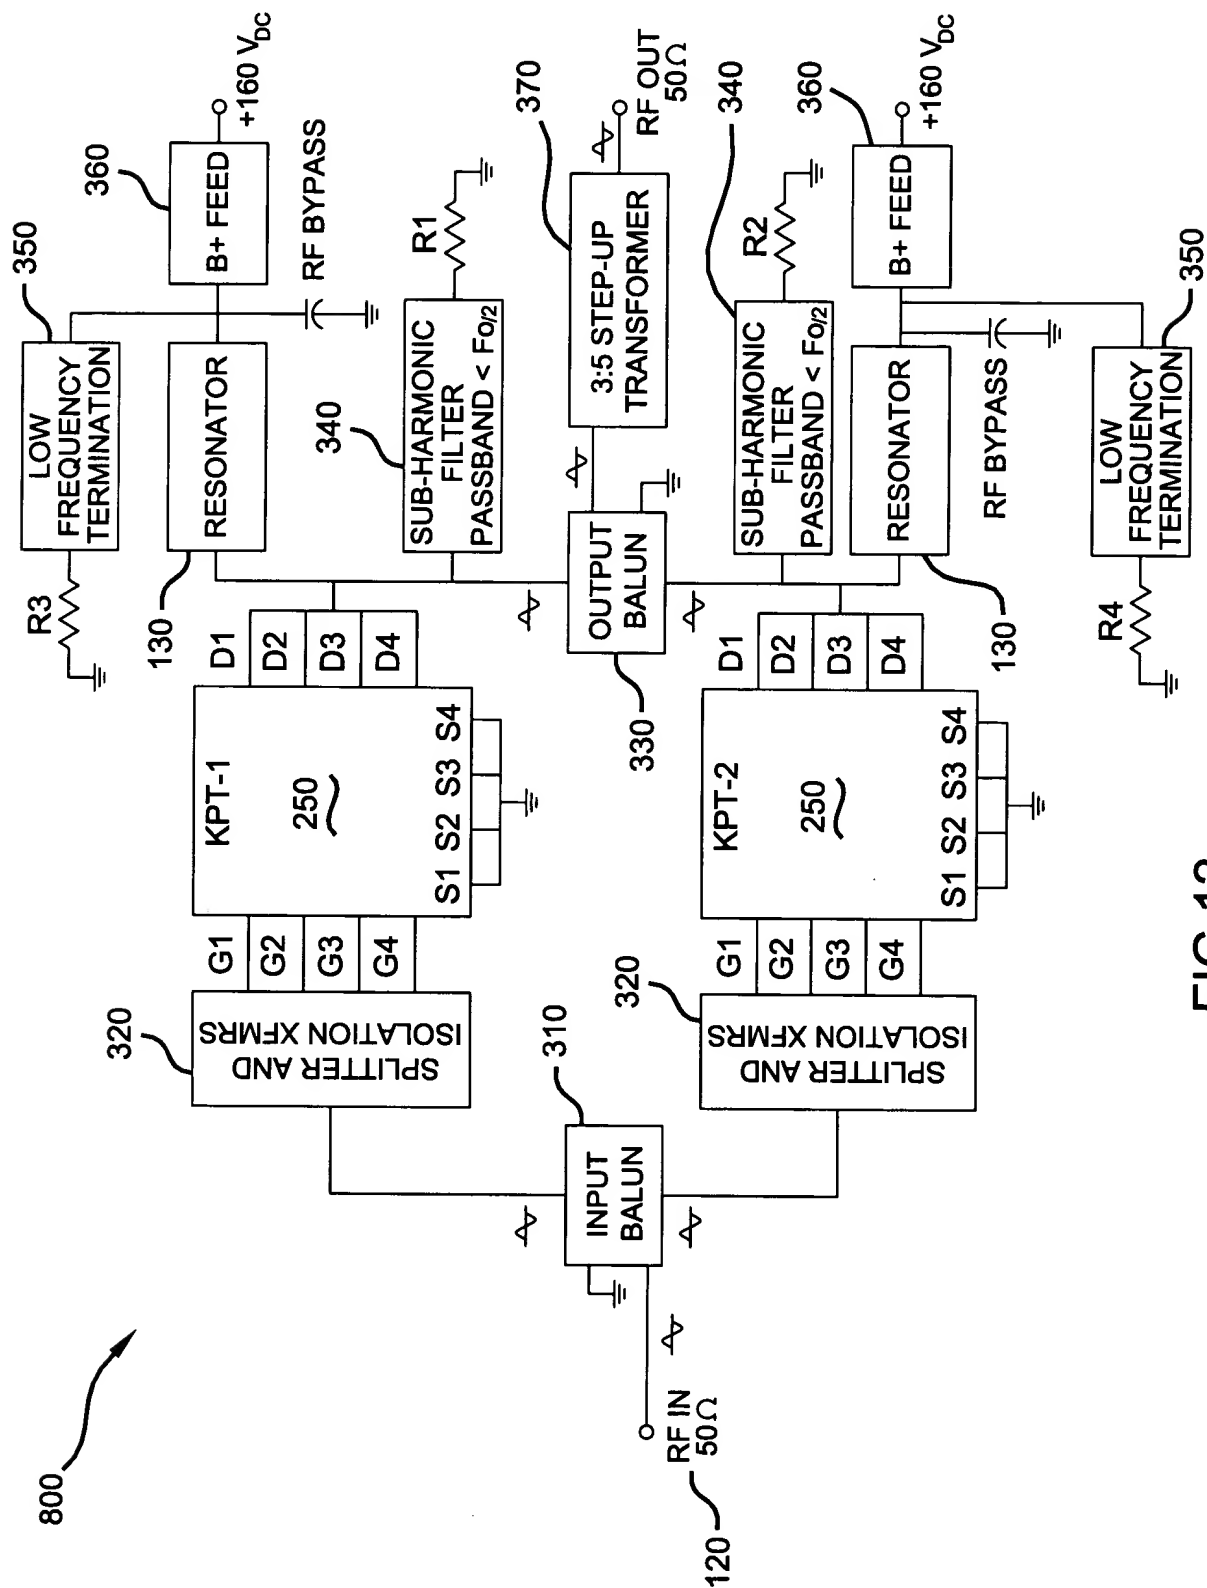 800
120
RF IN
50Ω
310
INPUT
BALUN
320
SPLITTER AND
ISOLATION XFMRS
G1
G2
G3
G4
KPT-1
250
S1 S2 S3 S4
D1
D2
D3
D4
R3
LOW
FREQUENCY
TERMINATION
350
130
RESONATOR
360
B+ FEED
+160 VDC
RF BYPASS
340
SUB-HARMONIC
FILTER
PASSBAND < Fo/2
R1
330
OUTPUT
BALUN
370
3:5 STEP-UP
TRANSFORMER
RF OUT
50Ω
320
SPLITTER AND
ISOLATION XFMRS
G1
G2
G3
G4
KPT-2
250
S1 S2 S3 S4
D1
D2
D3
D4
340
SUB-HARMONIC
FILTER
PASSBAND < Fo/2
R2
130
RESONATOR
360
B+ FEED
+160 VDC
RF BYPASS
R4
LOW
FREQUENCY
TERMINATION
350